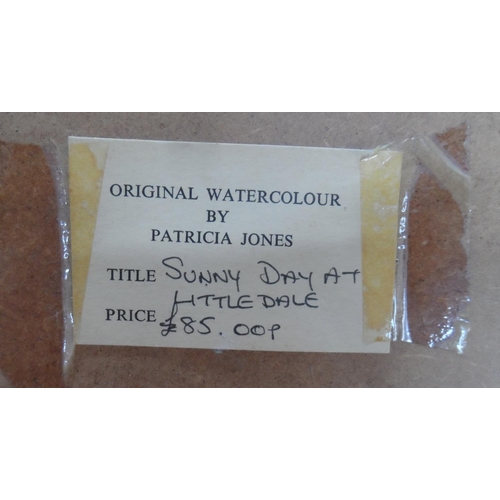 ORIGINAL WATERCOLOUR
BY
PATRICIA JONES
TITLE SUNNY DAY AT
LITTLEDALE
PRICE £85.00p